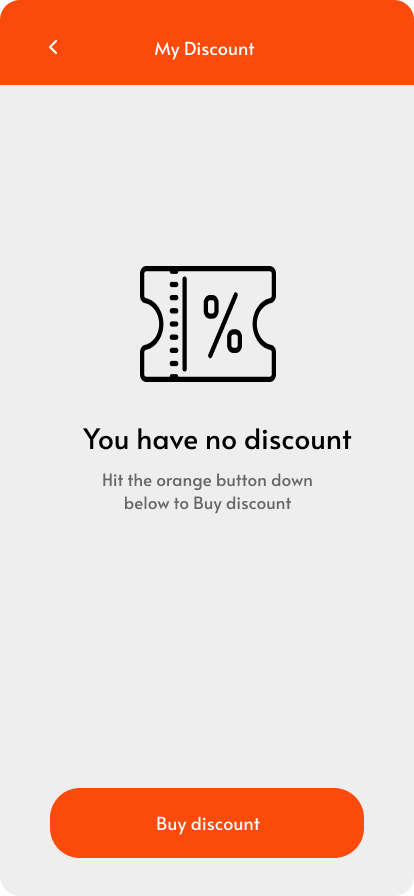 My Discount
%
You have no discount
Hit the orange button down
below to Buy discount
Buy discount